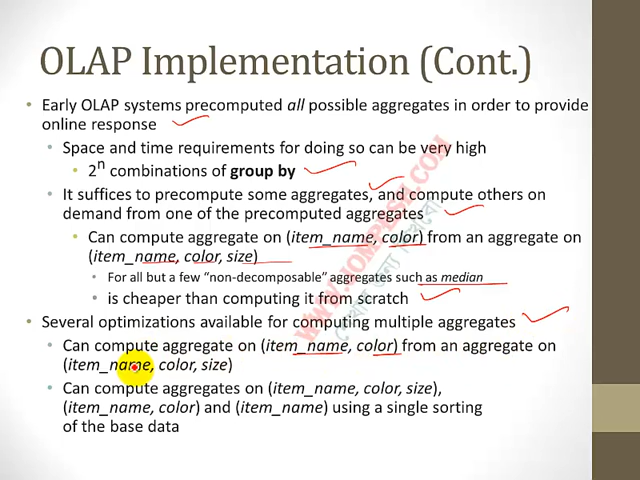 OLAP Implementation (Cont.)
• Early OLAP systems precomputed all possible aggregates in order to provide
online response
• Space and time requirements for doing so can be very high
• 2n combinations of group by
• It suffices to precompute some aggregates, and compute others on
demand from one of the precomputed aggregates
• Can compute aggregate on (item_name, color) from an aggregate on
(item_name, color, size)
• For all but a few “non-decomposable” aggregates such as median
• is cheaper than computing it from scratch
• Several optimizations available for computing multiple aggregates
• Can compute aggregate on (item_name, color) from an aggregate on
(item_name, color, size)
• Can compute aggregates on (item_name, color, size),
(item_name, color) and (item_name) using a single sorting
of the base data